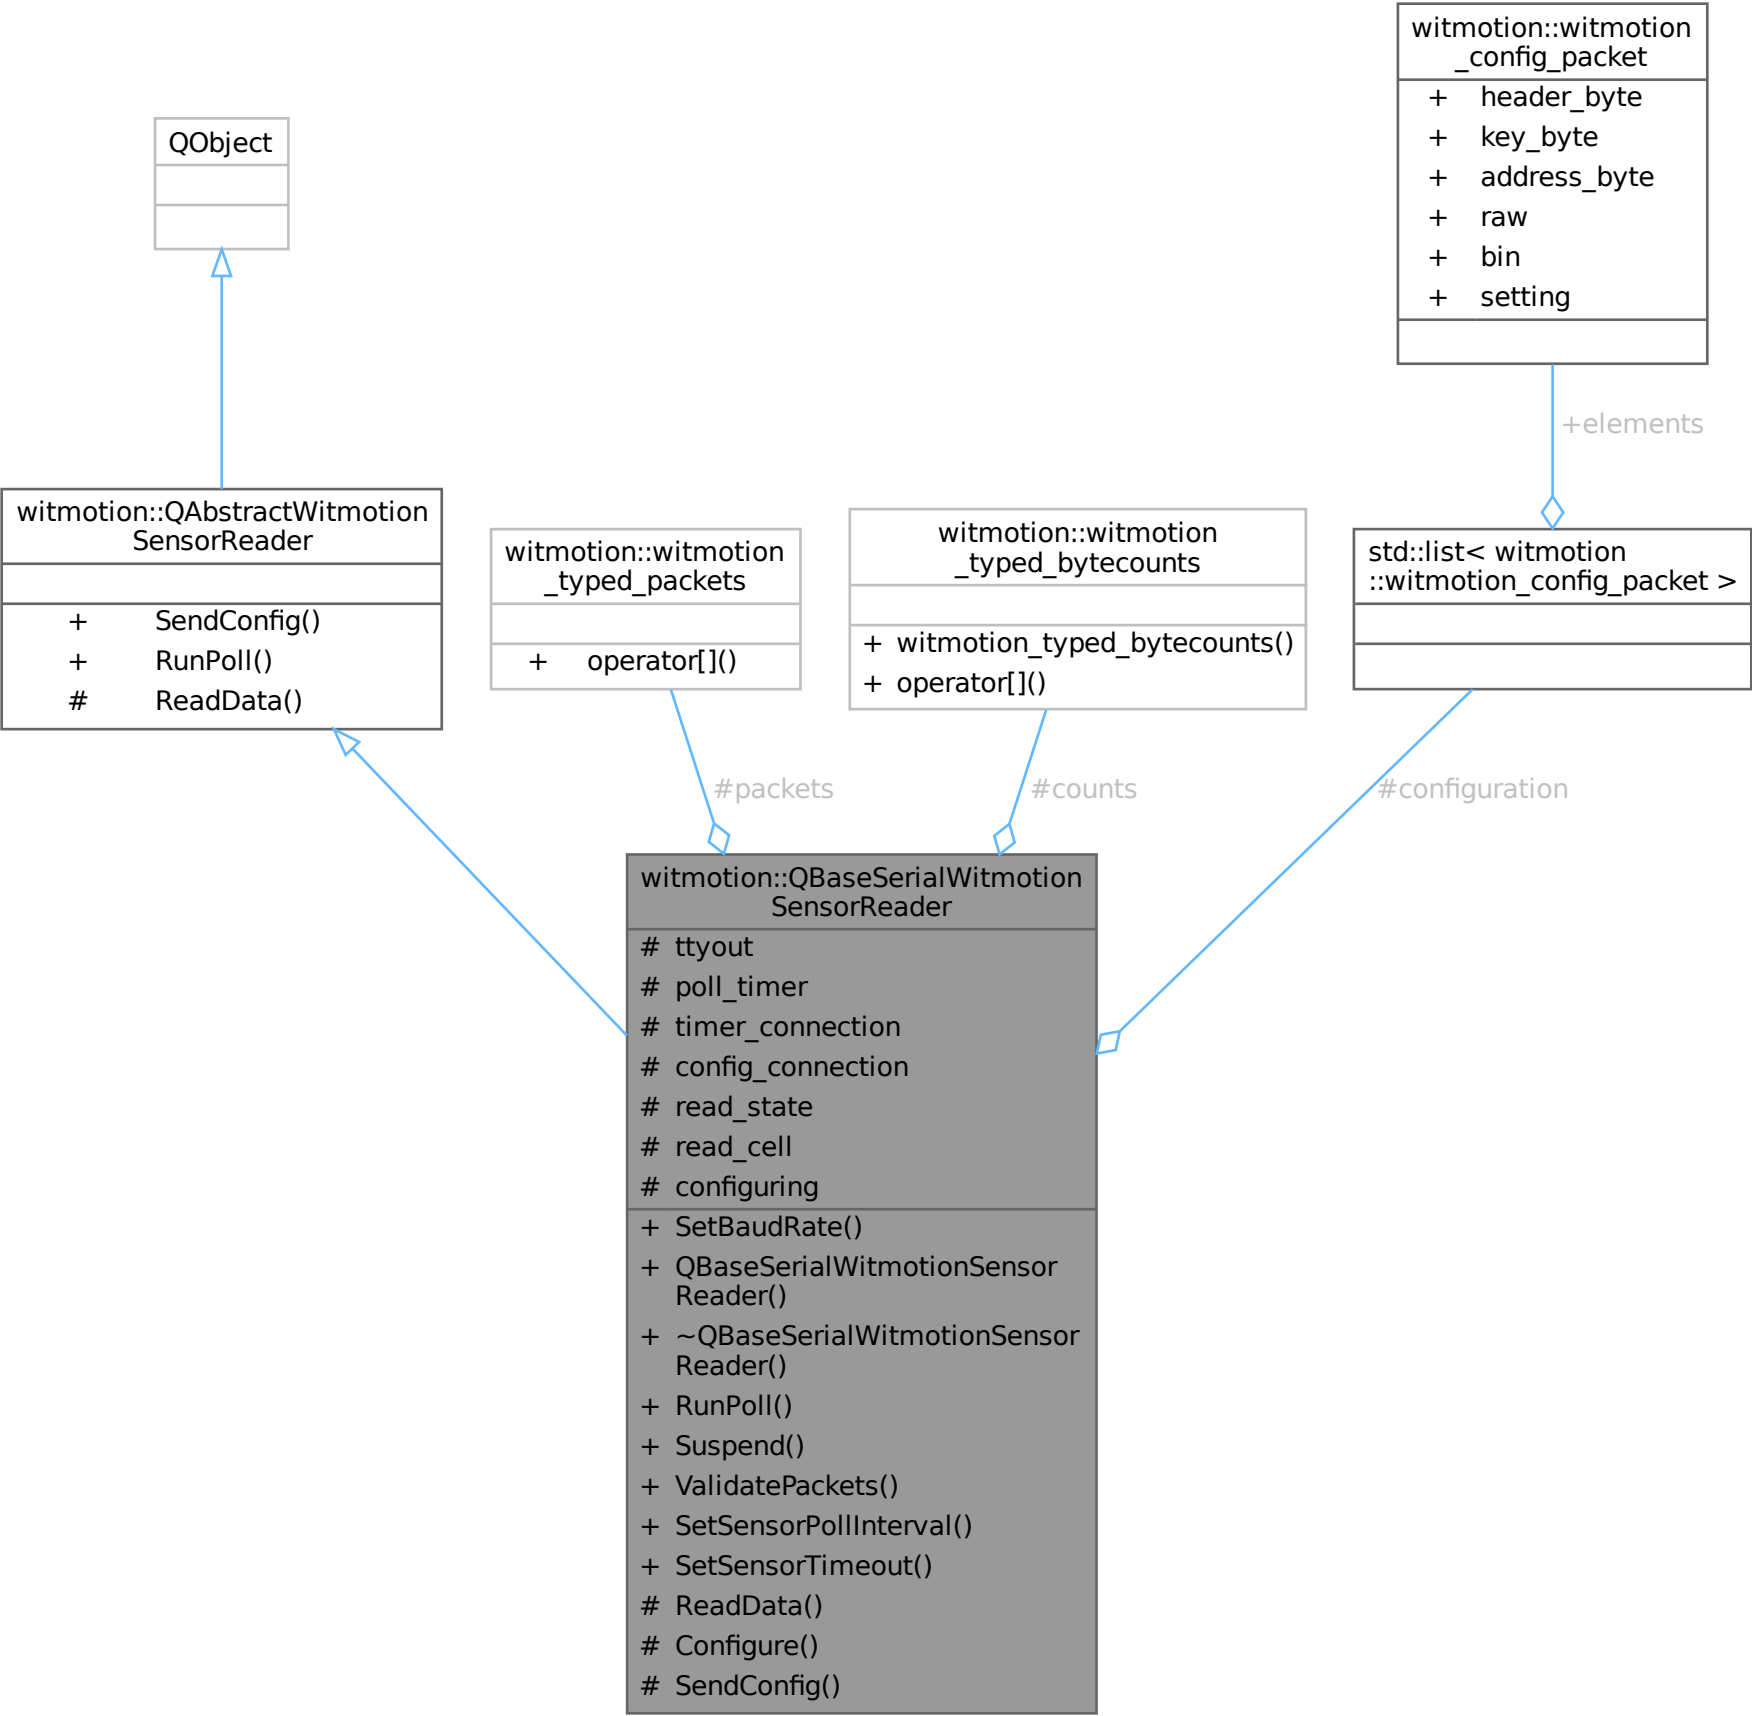 witmotion::witmotion
_config_packet
+ header_byte
+ key_byte
+ address_byte
+ raw
+ bin
+ setting
QObject
+elements
witmotion::QAbstractWitmotion
SensorReader
+ SendConfig()
+ RunPoll()
# ReadData()
witmotion::witmotion
_typed_packets
+ operator[]()
witmotion::witmotion
_typed_bytecounts
+ witmotion_typed_bytecounts()
+ operator[]()
std::list< witmotion
::witmotion_config_packet >
#packets
#counts
#configuration
witmotion::QBaseSerialWitmotion
SensorReader
# ttyout
# poll_timer
# timer_connection
# config_connection
# read_state
# read_cell
# configuring
+ SetBaudRate()
+ QBaseSerialWitmotionSensor
Reader()
+ ~QBaseSerialWitmotionSensor
Reader()
+ RunPoll()
+ Suspend()
+ ValidatePackets()
+ SetSensorPollInterval()
+ SetSensorTimeout()
# ReadData()
# Configure()
# SendConfig()